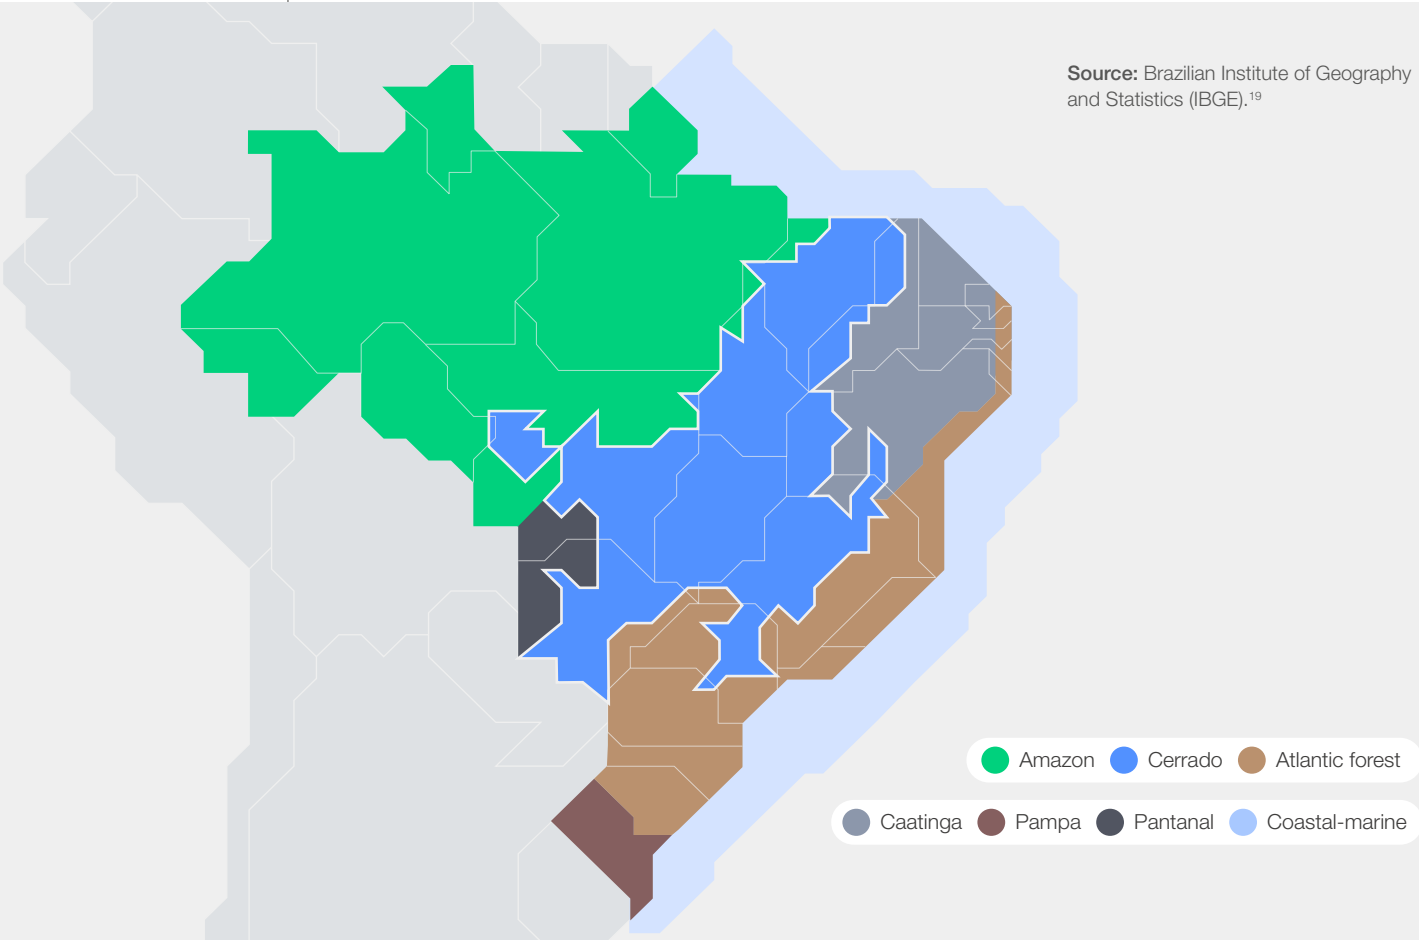 Source: Brazilian Institute of Geography
and Statistics (IBGE).19
Amazon Cerrado Atlantic forest
Caatinga Pampa Pantanal Coastal-marine